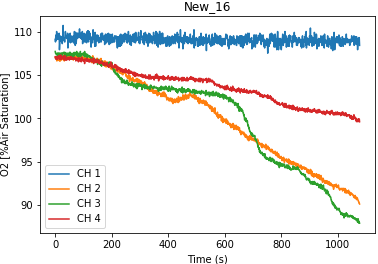 New_16
O2 [%Air Saturation]
110
105
100
95
90
CH 1
CH 2
CH 3
CH 4
0 200 400 600 800 1000
Time (s)